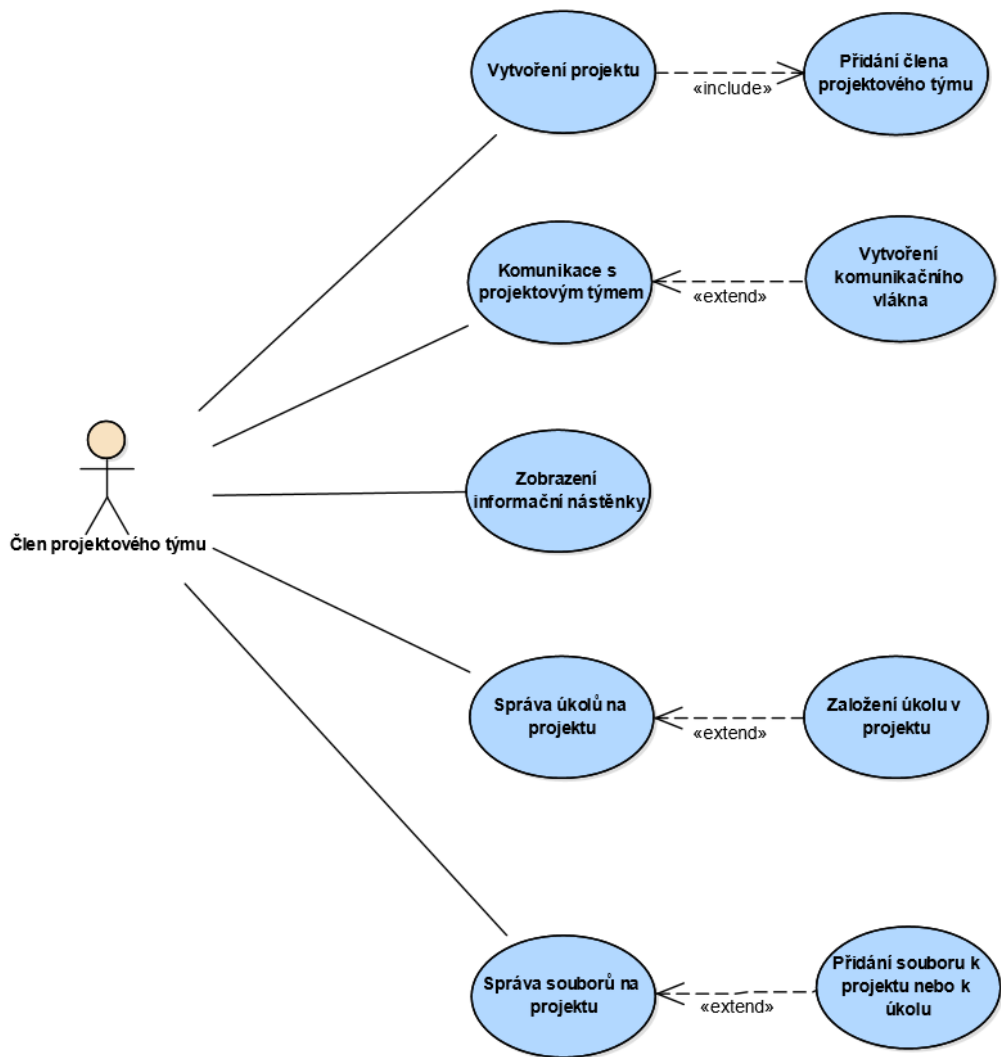 Vytvoření projektu
«include»
Přidání člena
projektového týmu
Komunikace s
projektovým týmem
«extend»
Vytvoření
komunikačního
vlákna
Zobrazení
informační nástěnky
Člen projektového týmu
Správa úkolů na
projektu
«extend»
Založení úkolu v
projektu
Správa souborů na
projektu
«extend»
Přidání souboru k
projektu nebo k
úkolu